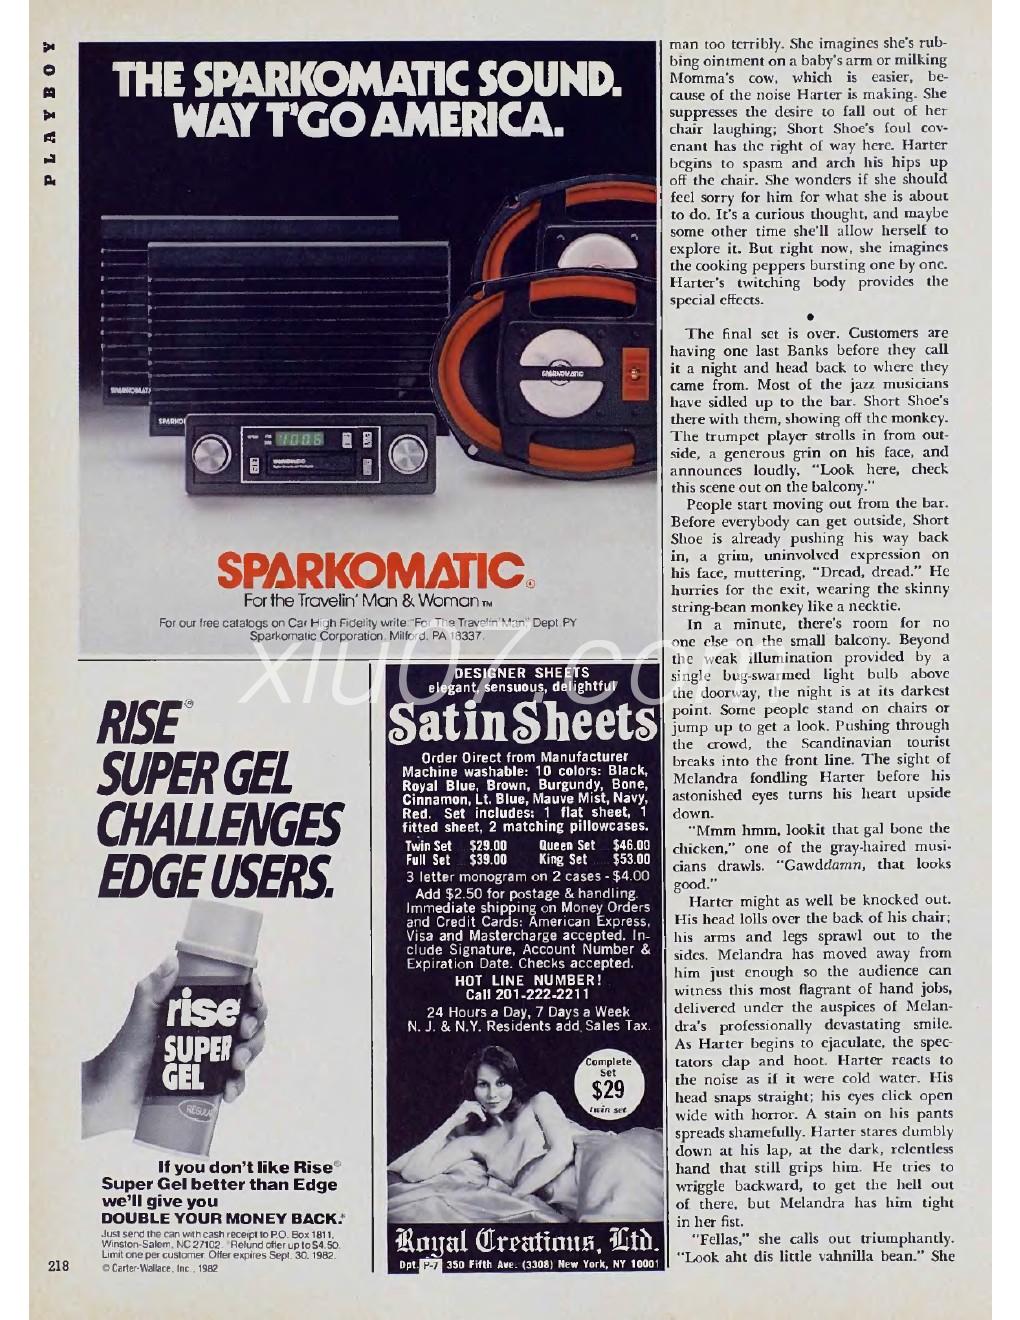 PLAYBOY
THE SPARKOMATIC SOUND.
WAY T'GO AMERICA.
SPARKOMATIC
1006
SPARKOMATIC®
For the Travelin' Man & Woman™
For our free catalogs on Car High Fidelity write: "For The Travelin' Man," Dept. PY
Sparkomatic Corporation, Milford, PA 18337.
RISE®
SUPER GEL
CHALLENGES
EDGE USERS.
rise
SUPER
GEL
REGULAR
If you don't like Rise®
Super Gel better than Edge
we'll give you
DOUBLE YOUR MONEY BACK.*
Just send the can with cash receipt to P.O. Box 1811,
Winston-Salem, NC 27102. *Refund offer up to $4.50.
Limit one per customer. Offer expires Sept. 30, 1982.
© Carter-Wallace, Inc., 1982
218
DESIGNER SHEETS
elegant, sensuous, delightful
Satin Sheets
Order Direct from Manufacturer
Machine washable: 10 colors: Black,
Royal Blue, Brown, Burgundy, Bone,
Cinnamon, Lt. Blue, Mauve Mist, Navy,
Red. Set includes: 1 flat sheet, 1
fitted sheet, 2 matching pillowcases.
Twin Set $29.00 Queen Set $46.00
Full Set $39.00 King Set $53.00
3 letter monogram on 2 cases - $4.00
Add $2.50 for postage & handling.
Immediate shipping on Money Orders
and Credit Cards: American Express,
Visa and Mastercharge accepted. In-
clude Signature, Account Number &
Expiration Date. Checks accepted.
HOT LINE NUMBER!
Call 201-222-2211
24 Hours a Day, 7 Days a Week
N. J. & N.Y. Residents add Sales Tax.
Complete
Set
$29
twin set
Royal Creations, Ltd.
Dpt. P-7 350 Fifth Ave. (3308) New York, NY 10001
man too terribly. She imagines she's rub-
bing ointment on a baby's arm or milking
Momma's cow, which is easier, be-
cause of the noise Harter is making. She
suppresses the desire to fall out of her
chair laughing; Short Shoe's foul cov-
enant has the right of way here. Harter
begins to spasm and arch his hips up
off the chair. She wonders if she should
feel sorry for him for what she is about
to do. It's a curious thought, and maybe
some other time she'll allow herself to
explore it. But right now, she imagines
the cooking peppers bursting one by one.
Harter's twitching body provides the
special effects.
•
The final set is over. Customers are
having one last Banks before they call
it a night and head back to where they
came from. Most of the jazz musicians
have sidled up to the bar. Short Shoe's
there with them, showing off the monkey.
The trumpet player strolls in from out-
side, a generous grin on his face, and
announces loudly, "Look here, check
this scene out on the balcony."
People start moving out from the bar.
Before everybody can get outside, Short
Shoe is already pushing his way back
in, a grim, uninvolved expression on
his face, muttering, "Dread, dread." He
hurries for the exit, wearing the skinny
string-bean monkey like a necktie.
In a minute, there's room for no
one else on the small balcony. Beyond
the weak illumination provided by a
single bug-swarmed light bulb above
the doorway, the night is at its darkest
point. Some people stand on chairs or
jump up to get a look. Pushing through
the crowd, the Scandinavian tourist
breaks into the front line. The sight of
Melandra fondling Harter before his
astonished eyes turns his heart upside
down.
"Mmm hmm, lookit that gal bone the
chicken," one of the gray-haired musi-
cians drawls. "Gawddamn, that looks
good."
Harter might as well be knocked out.
His head lolls over the back of his chair;
his arms and legs sprawl out to the
sides. Melandra has moved away from
him just enough so the audience can
witness this most flagrant of hand jobs,
delivered under the auspices of Melan-
dra's professionally devastating smile.
As Harter begins to ejaculate, the spec-
tators clap and hoot. Harter reacts to
the noise as if it were cold water. His
head snaps straight; his eyes click open
wide with horror. A stain on his pants
spreads shamefully. Harter stares dumbly
down at his lap, at the dark, relentless
hand that still grips him. He tries to
wriggle backward, to get the hell out
of there, but Melandra has him tight
in her fist.
"Fellas," she calls out triumphantly.
"Look aht dis little vahnilla bean." She
xiu07.com